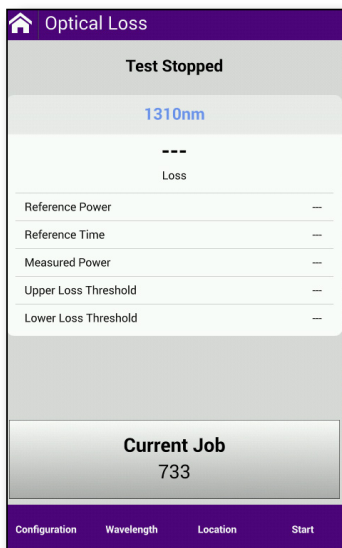 Optical Loss
Test Stopped
1310nm
---
Loss
Reference Power ---
Reference Time ---
Measured Power ---
Upper Loss Threshold ---
Lower Loss Threshold ---
Current Job
733
Configuration Wavelength Location Start